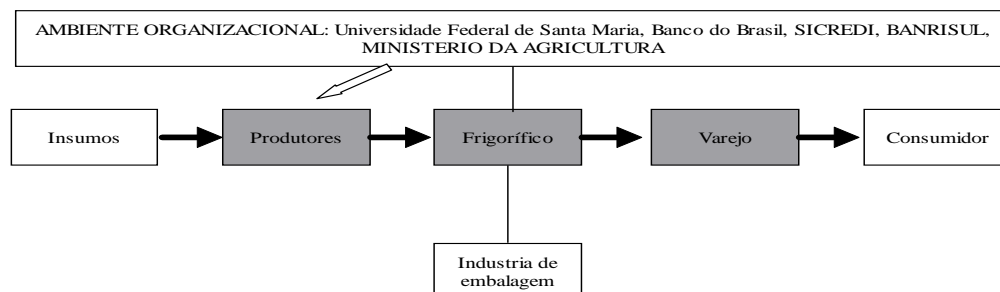 AMBIENTE ORGANIZACIONAL: Universidade Federal de Santa Maria, Banco do Brasil, SICREDI, BANRISUL,
MINISTERIO DA AGRICULTURA
Insumos
Produtores
Frigorífico
Varejo
Consumidor
Industria de
embalagem